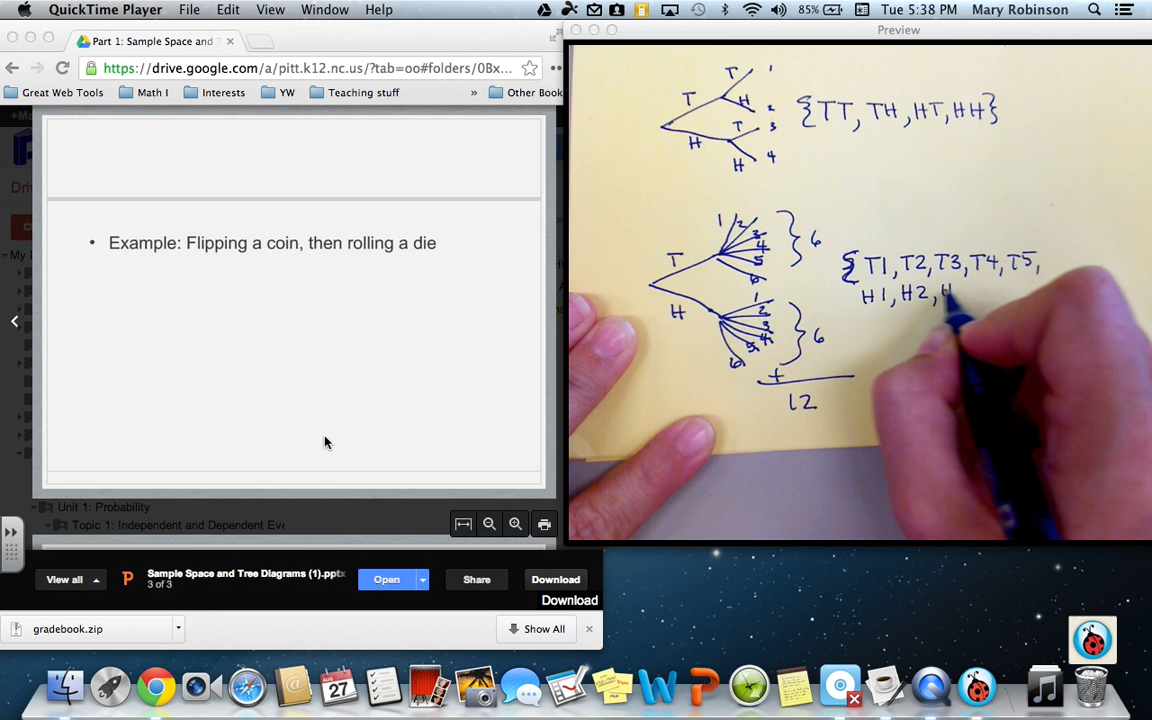 QuickTime Player File Edit View Window Help 85% Tue 5:38 PM Mary Robinson
Part 1: Sample Space and T
https://drive.google.com/a/pitt.k12.nc.us/?tab=oo#folders/0Bx...
Great Web Tools Math I Interests YW Teaching stuff » Other Book
Example: Flipping a coin, then rolling a die
Unit 1: Probability
Topic 1: Independent and Dependent Eve
View all
Sample Space and Tree Diagrams (1).pptx
3 of 3
Open Share Download
Download
gradebook.zip
Show All
Preview
T 1
T H 2
T 3
H H 4
{TT, TH, HT, HH}
T 1 2 3 4 5 6 } 6
H 1 2 3 4 5 6 } 6
+
12
{T1, T2, T3, T4, T5,
H1, H2, H
AUG
27